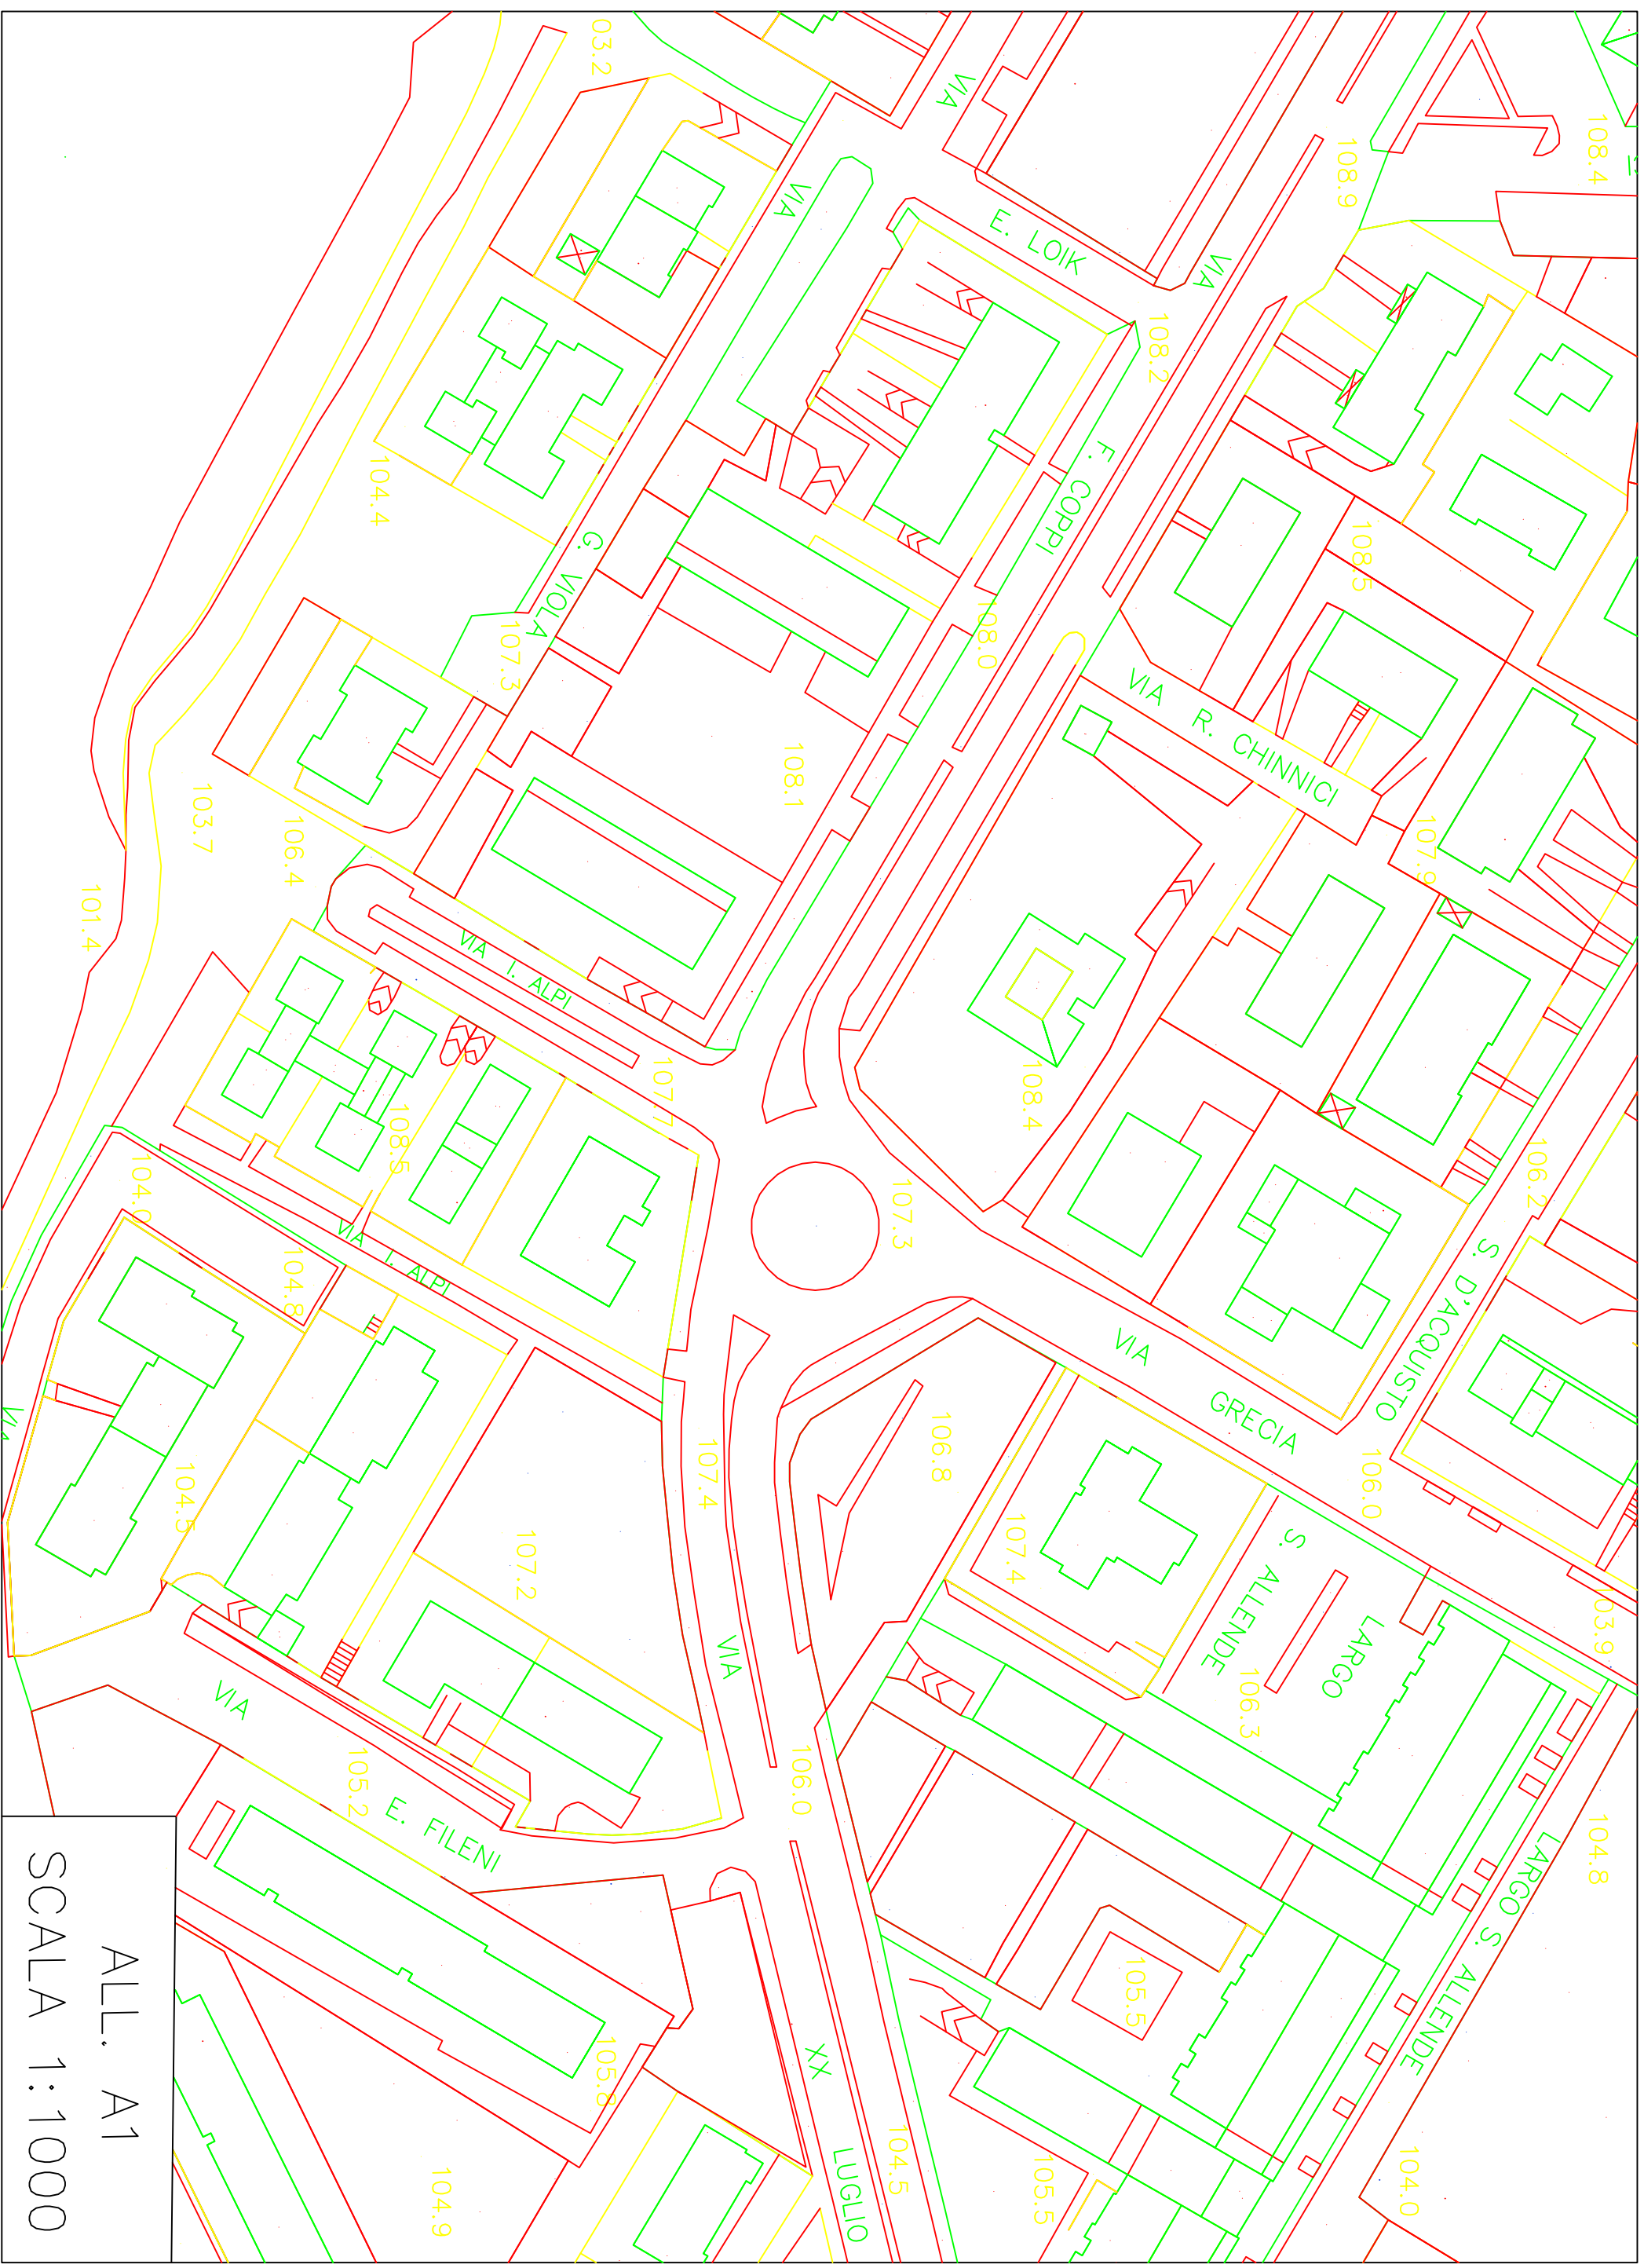 108.4
108.9
03.2
VIA
VIA
E. LOIK
VIA
108.2
F. COPPI
108.5
104.4
G. VIOLA
107.3
108.0
VIA R. CHINNICI
108.1
107.9
103.7
106.4
101.4
VIA I. ALPI
107.7
108.4
108.5
104.0
107.3
106.2
S. D'ACQUISTO
VIA I. ALPI
104.8
VIA GRECIA
106.8
106.0
107.4
104.5
107.2
107.4
S. ALLENDE
LARGO
103.9
106.3
VIA
VIA
VIA
E. FILENI
105.2
106.0
104.8
LARGO S. ALLENDE
105.5
105.8
XX LUGLIO
104.5
105.5
104.0
104.9
ALL. A1
SCALA 1:1000